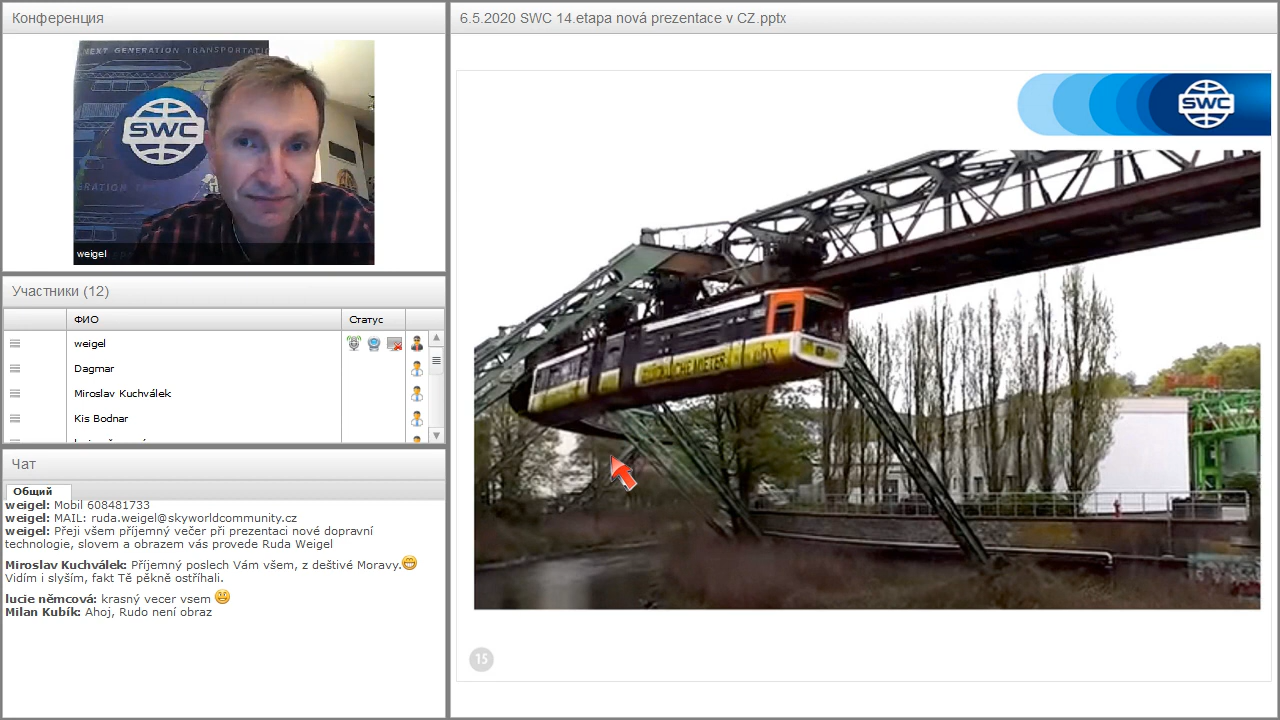 Конференция
NEXT GENERATION TRANSPORTATIO
SWC
weigel
Участники (12)
ФИО
Статус
weigel
Dagmar
Miroslav Kuchválek
Kis Bodnar
Чат
Общий
weigel: Mobil 608481733
weigel: MAIL: ruda.weigel@skyworldcommunity.cz
weigel: Přeji všem příjemný večer při prezentaci nové dopravní
technologie, slovem a obrazem vás provede Ruda Weigel
Miroslav Kuchválek: Příjemný poslech Vám všem, z deštivé Moravy.
Vidím i slyším, fakt Tě pěkně ostříhali.
lucie němcová: krasný vecer vsem
Milan Kubík: Ahoj, Rudo není obraz
6.5.2020 SWC 14.etapa nová prezentace v CZ.pptx
SWC
GLÜCKLICHE MIETER
15